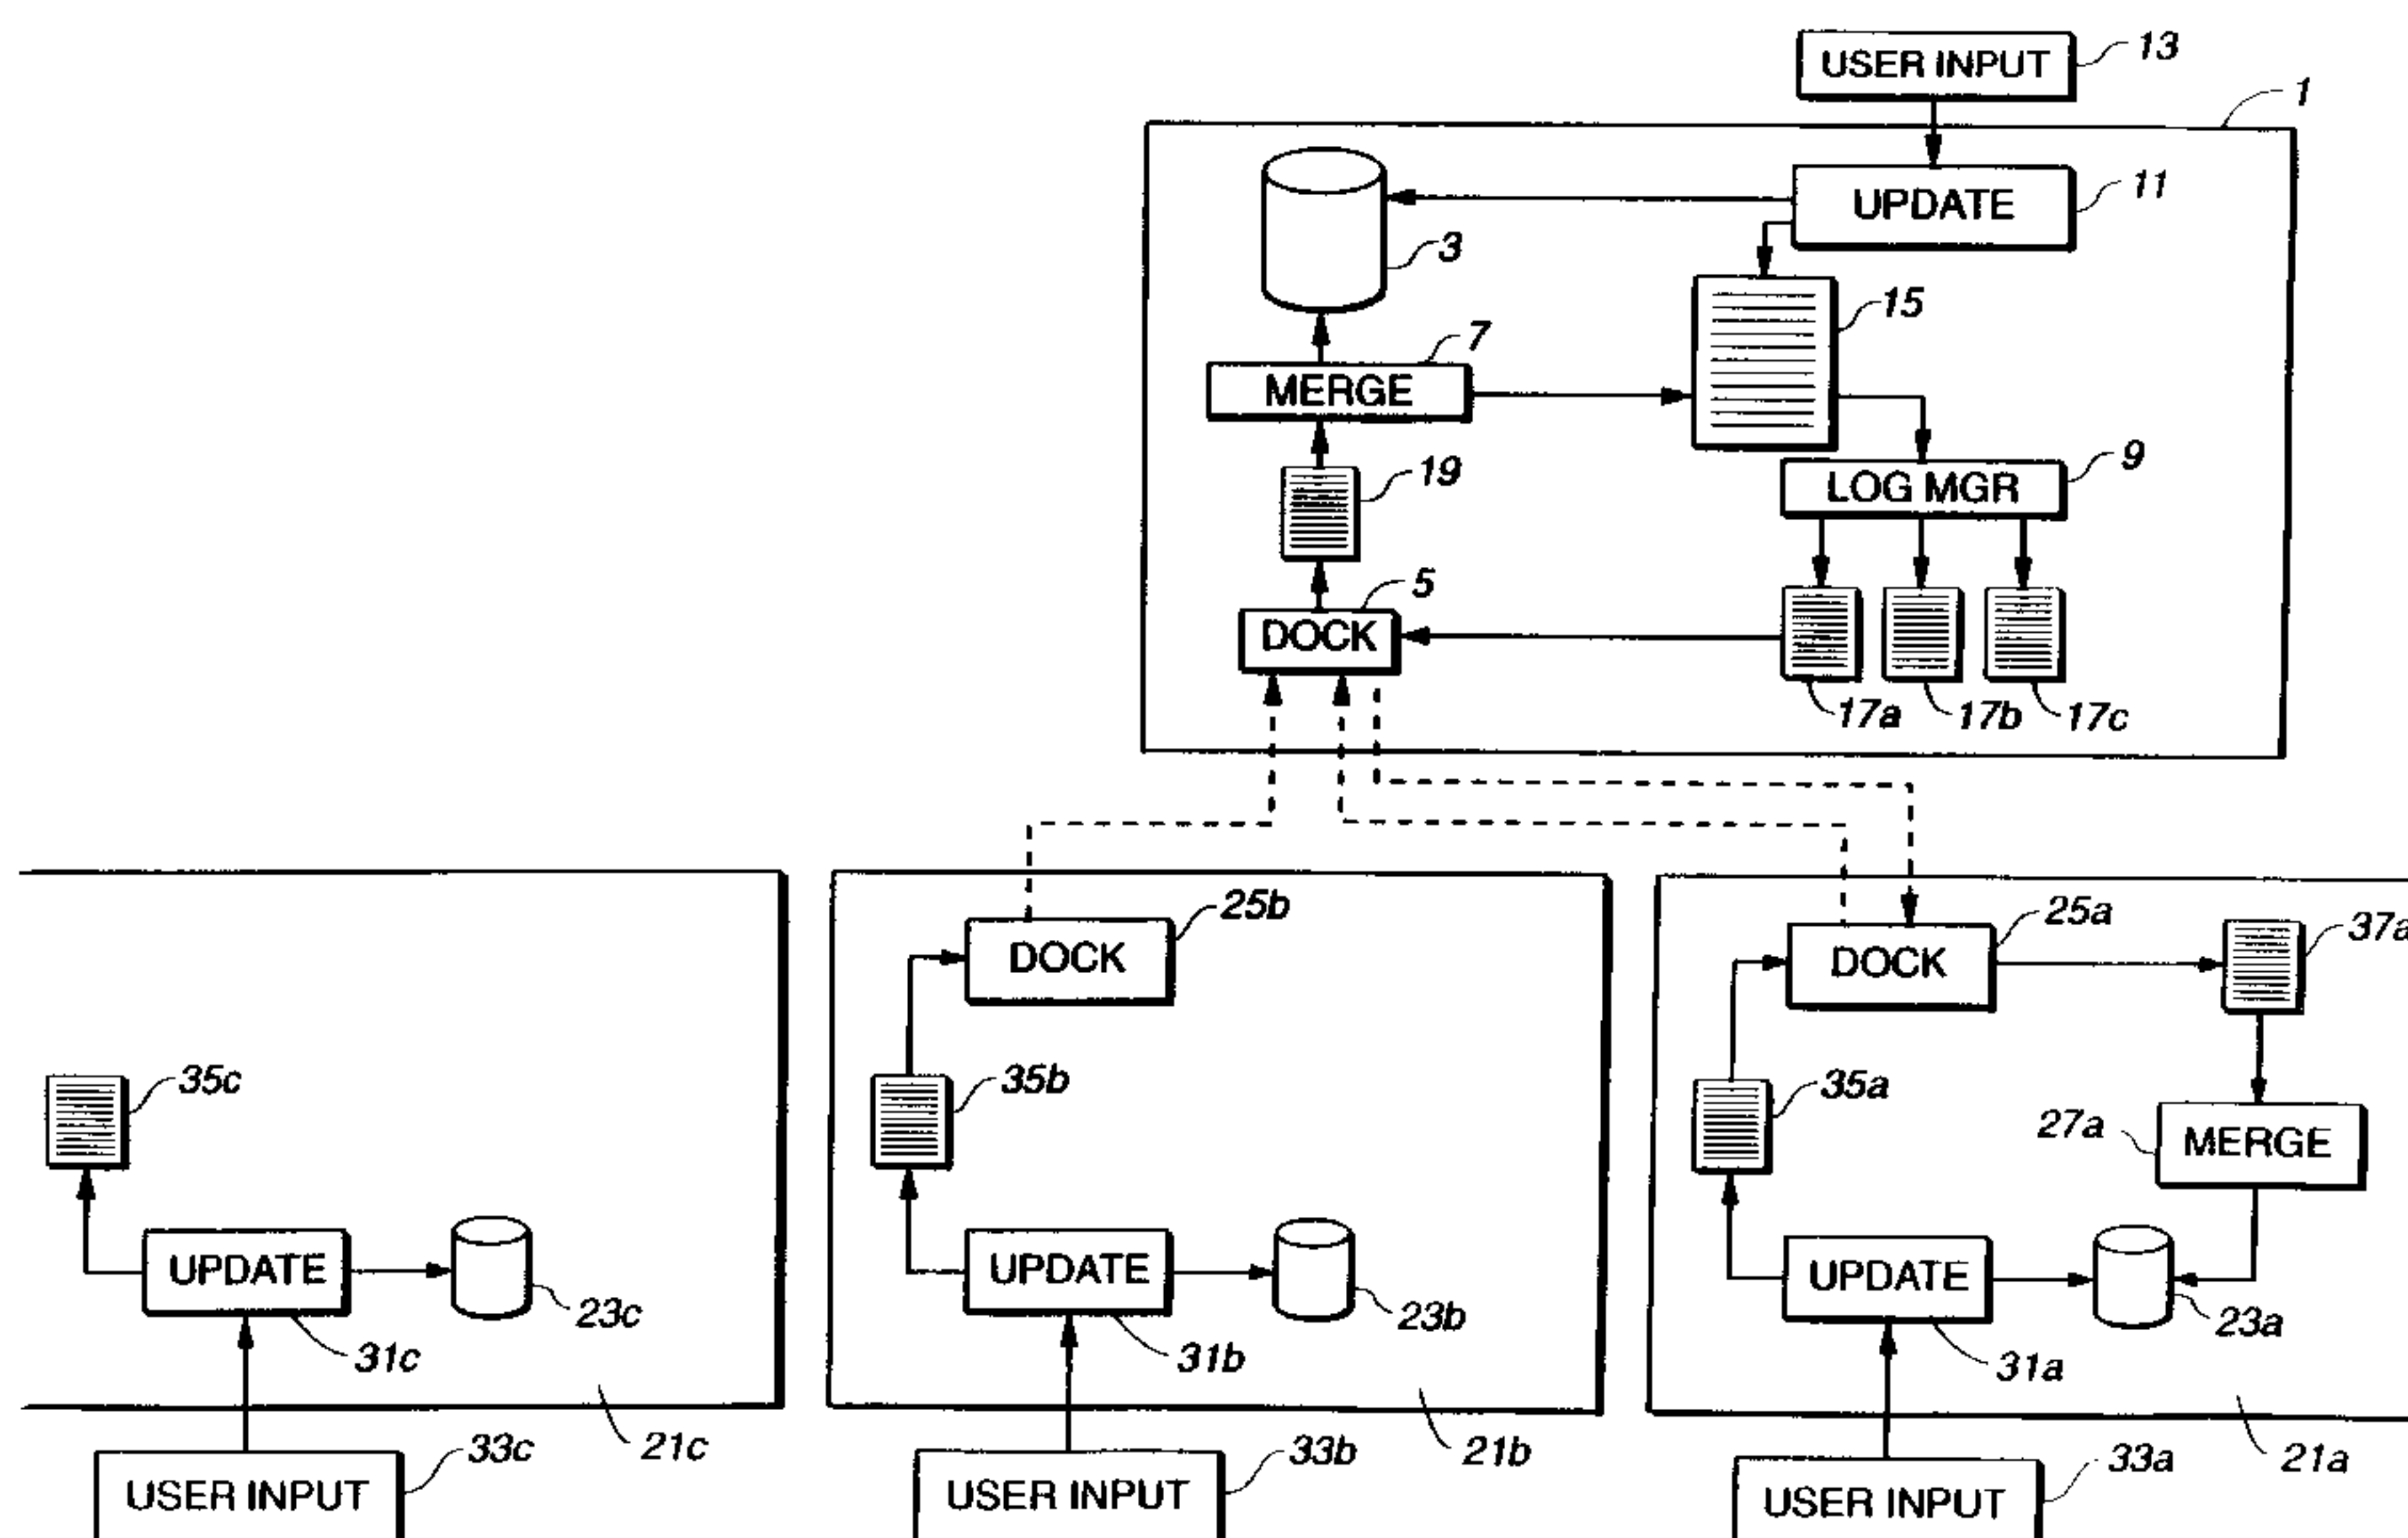 USER INPUT 13
1
UPDATE 11
3
15
7
MERGE
19
9
LOG MGR
5
DOCK
17a 17b 17c
25b
DOCK
25a
DOCK
37a
35c
35b
35a
27a
MERGE
UPDATE
23c
31c
UPDATE
23b
31b
UPDATE
23a
31a
33c
21c
33b
21b
33a
21a
USER INPUT
USER INPUT
USER INPUT